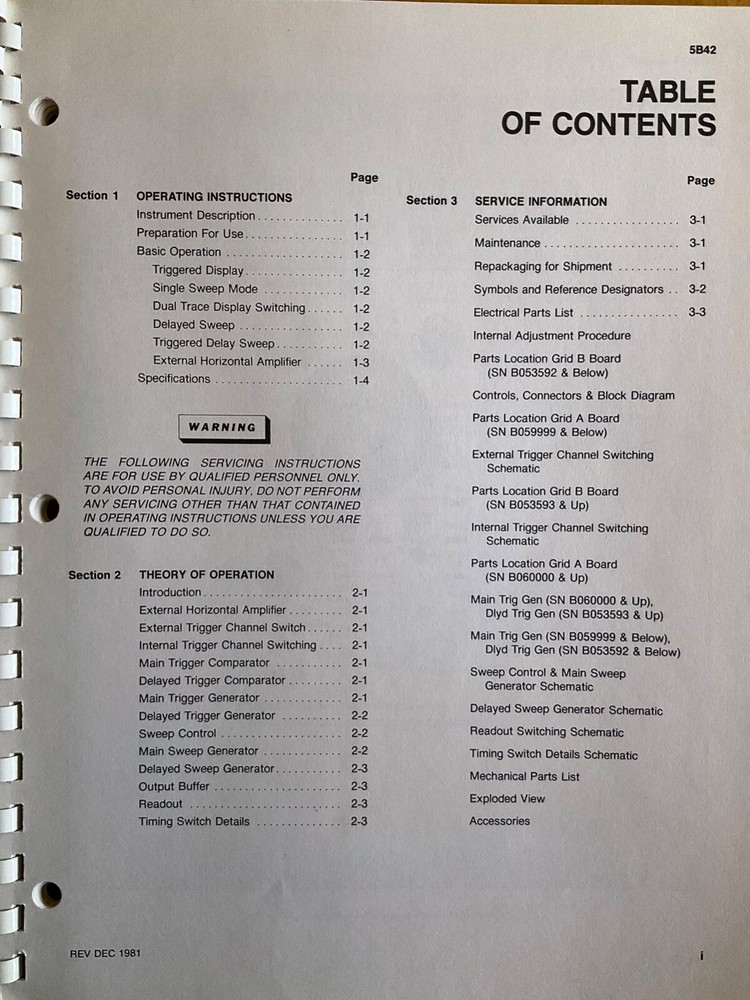 5B42
TABLE
OF CONTENTS
Page
Section 1 OPERATING INSTRUCTIONS
Instrument Description . . . . . . . . . . . . . . 1-1
Preparation For Use . . . . . . . . . . . . . . . . 1-1
Basic Operation . . . . . . . . . . . . . . . . . . . 1-2
Triggered Display . . . . . . . . . . . . . . . . 1-2
Single Sweep Mode . . . . . . . . . . . . . 1-2
Dual Trace Display Switching . . . . . . 1-2
Delayed Sweep . . . . . . . . . . . . . . . . . 1-2
Triggered Delay Sweep . . . . . . . . . . . 1-2
External Horizontal Amplifier . . . . . . 1-3
Specifications . . . . . . . . . . . . . . . . . . . . 1-4
WARNING
THE FOLLOWING SERVICING INSTRUCTIONS
ARE FOR USE BY QUALIFIED PERSONNEL ONLY.
TO AVOID PERSONAL INJURY, DO NOT PERFORM
ANY SERVICING OTHER THAN THAT CONTAINED
IN OPERATING INSTRUCTIONS UNLESS YOU ARE
QUALIFIED TO DO SO.
Section 2 THEORY OF OPERATION
Introduction . . . . . . . . . . . . . . . . . . . . . . 2-1
External Horizontal Amplifier . . . . . . . . . 2-1
External Trigger Channel Switch . . . . . . 2-1
Internal Trigger Channel Switching . . . . 2-1
Main Trigger Comparator . . . . . . . . . . . 2-1
Delayed Trigger Comparator . . . . . . . . . 2-1
Main Trigger Generator . . . . . . . . . . . . . 2-1
Delayed Trigger Generator . . . . . . . . . . 2-2
Sweep Control . . . . . . . . . . . . . . . . . . . . 2-2
Main Sweep Generator . . . . . . . . . . . . . 2-2
Delayed Sweep Generator . . . . . . . . . . . 2-3
Output Buffer . . . . . . . . . . . . . . . . . . . . . 2-3
Readout . . . . . . . . . . . . . . . . . . . . . . . . 2-3
Timing Switch Details . . . . . . . . . . . . . . 2-3
Page
Section 3 SERVICE INFORMATION
Services Available . . . . . . . . . . . . . . . . . 3-1
Maintenance . . . . . . . . . . . . . . . . . . . . . . 3-1
Repackaging for Shipment . . . . . . . . . . 3-1
Symbols and Reference Designators . . 3-2
Electrical Parts List . . . . . . . . . . . . . . . . 3-3
Internal Adjustment Procedure
Parts Location Grid B Board
(SN B053592 & Below)
Controls, Connectors & Block Diagram
Parts Location Grid A Board
(SN B059999 & Below)
External Trigger Channel Switching
Schematic
Parts Location Grid B Board
(SN B053593 & Up)
Internal Trigger Channel Switching
Schematic
Parts Location Grid A Board
(SN B060000 & Up)
Main Trig Gen (SN B060000 & Up),
Dlyd Trig Gen (SN B053593 & Up)
Main Trig Gen (SN B059999 & Below),
Dlyd Trig Gen (SN B053592 & Below)
Sweep Control & Main Sweep
Generator Schematic
Delayed Sweep Generator Schematic
Readout Switching Schematic
Timing Switch Details Schematic
Mechanical Parts List
Exploded View
Accessories
REV DEC 1981
i